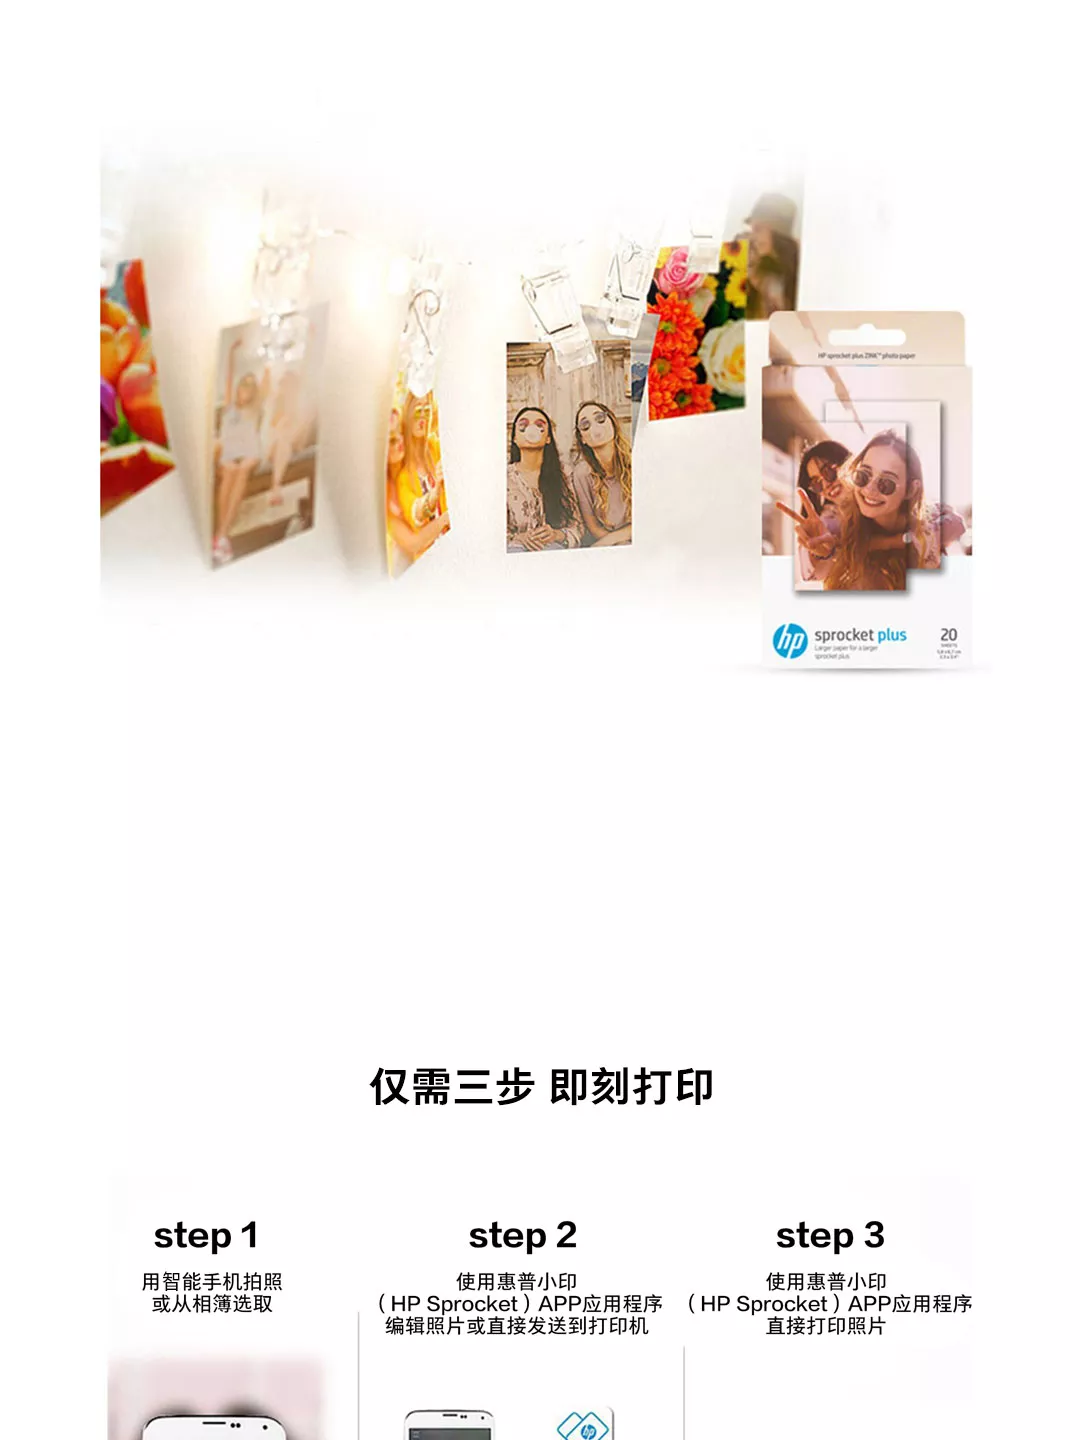 HP sprocket plus ZINK™ photo paper
hp
sprocket plus
Larger paper for a larger
sprocket plus
20
SHEETS
仅需三步 即刻打印
step 1
用智能手机拍照
或从相簿选取
step 2
使用惠普小印
（HP Sprocket）APP应用程序
编辑照片或直接发送到打印机
step 3
使用惠普小印
（HP Sprocket）APP应用程序
直接打印照片
hp